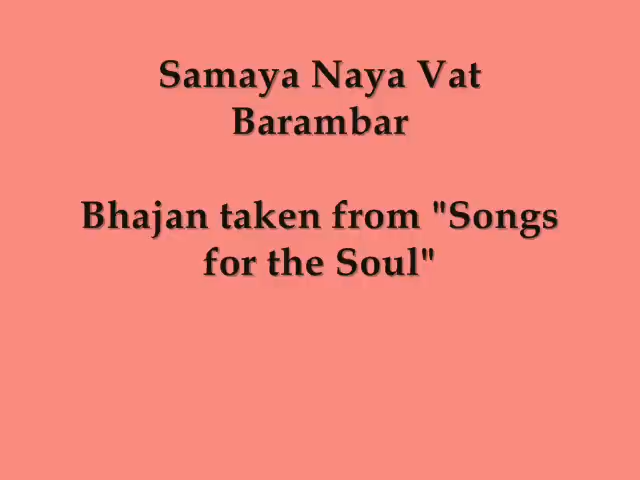 Samaya Naya Vat
Barambar
Bhajan taken from "Songs
for the Soul"